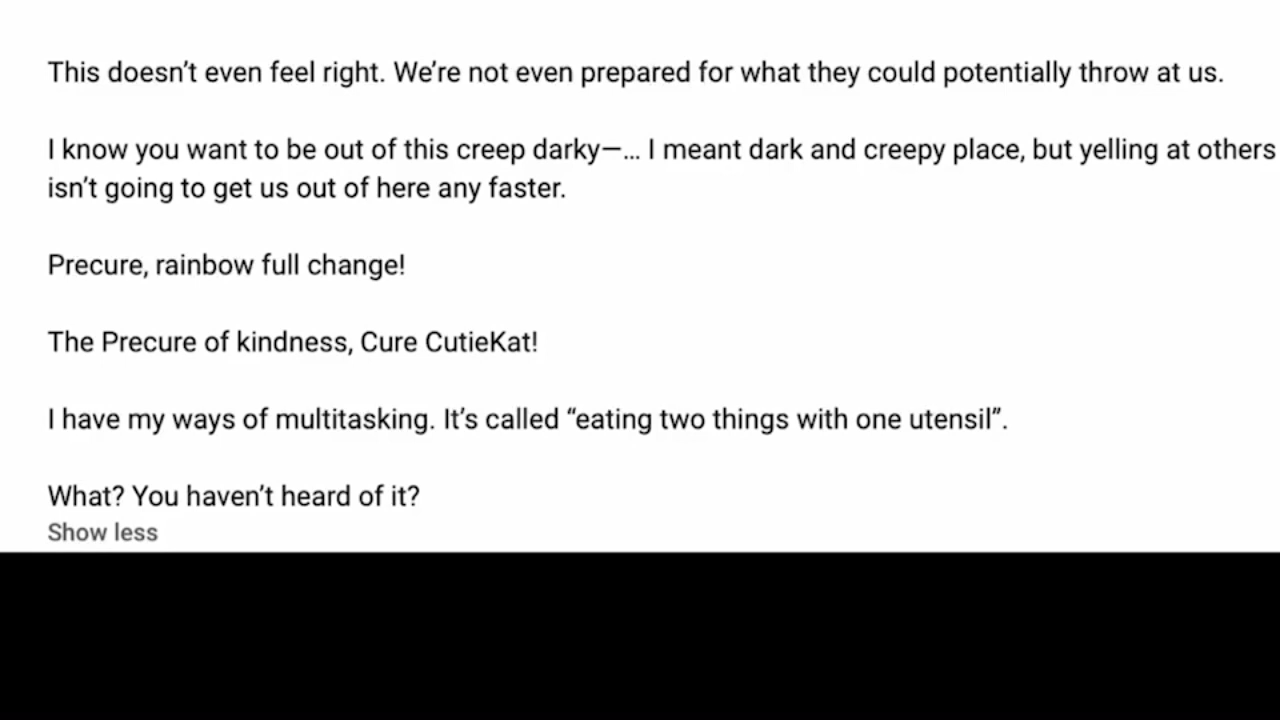 This doesn’t even feel right. We’re not even prepared for what they could potentially throw at us.
I know you want to be out of this creep darky—… I meant dark and creepy place, but yelling at others
isn’t going to get us out of here any faster.
Precure, rainbow full change!
The Precure of kindness, Cure CutieKat!
I have my ways of multitasking. It’s called “eating two things with one utensil”.
What? You haven’t heard of it?
Show less